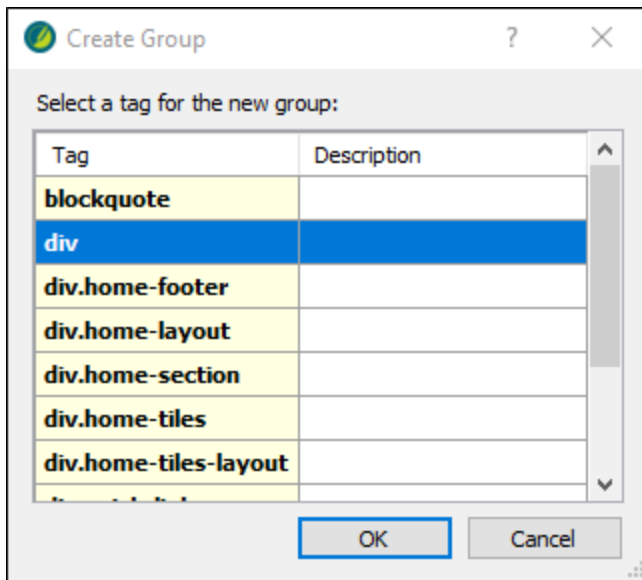 Create Group
?
Select a tag for the new group:
Tag Description
blockquote
div
div.home-footer
div.home-layout
div.home-section
div.home-tiles
div.home-tiles-layout
OK Cancel